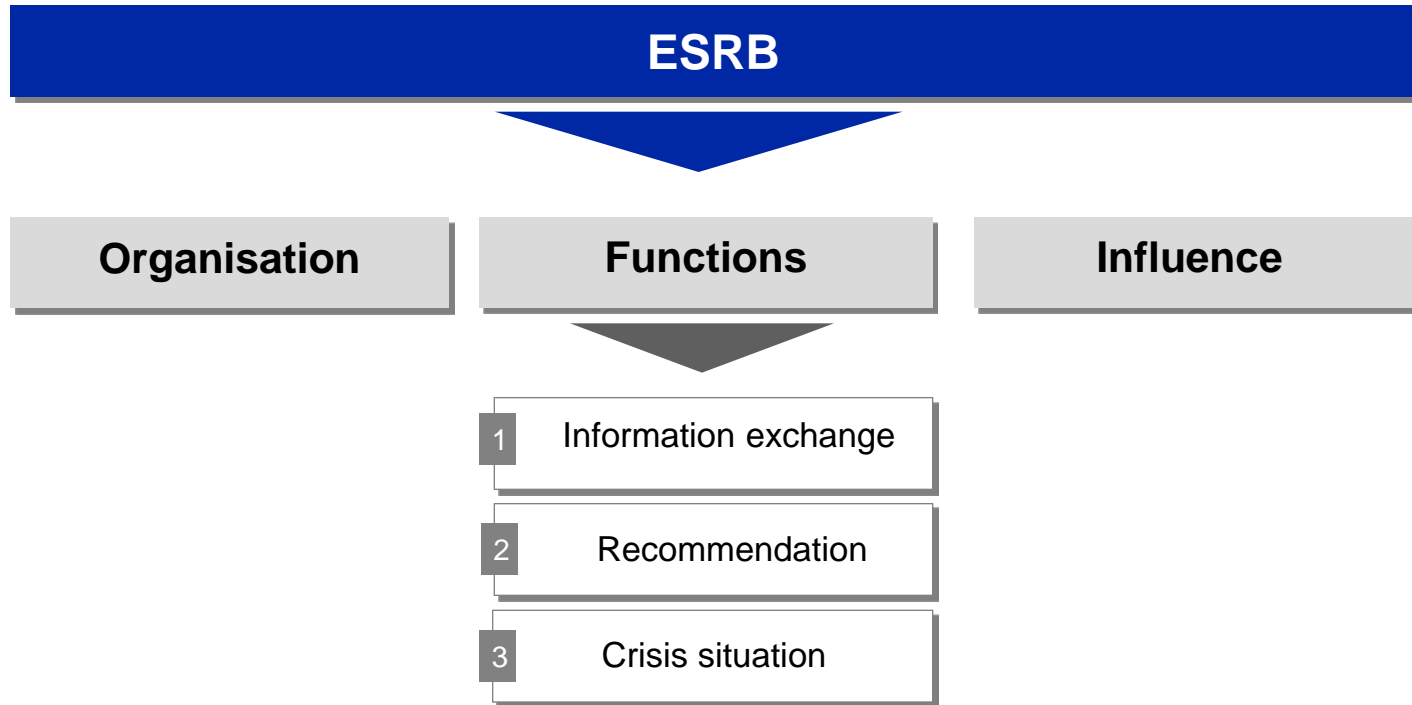 ESRB
Organisation
Functions
Influence
1
Information exchange
2
Recommendation
3
Crisis situation